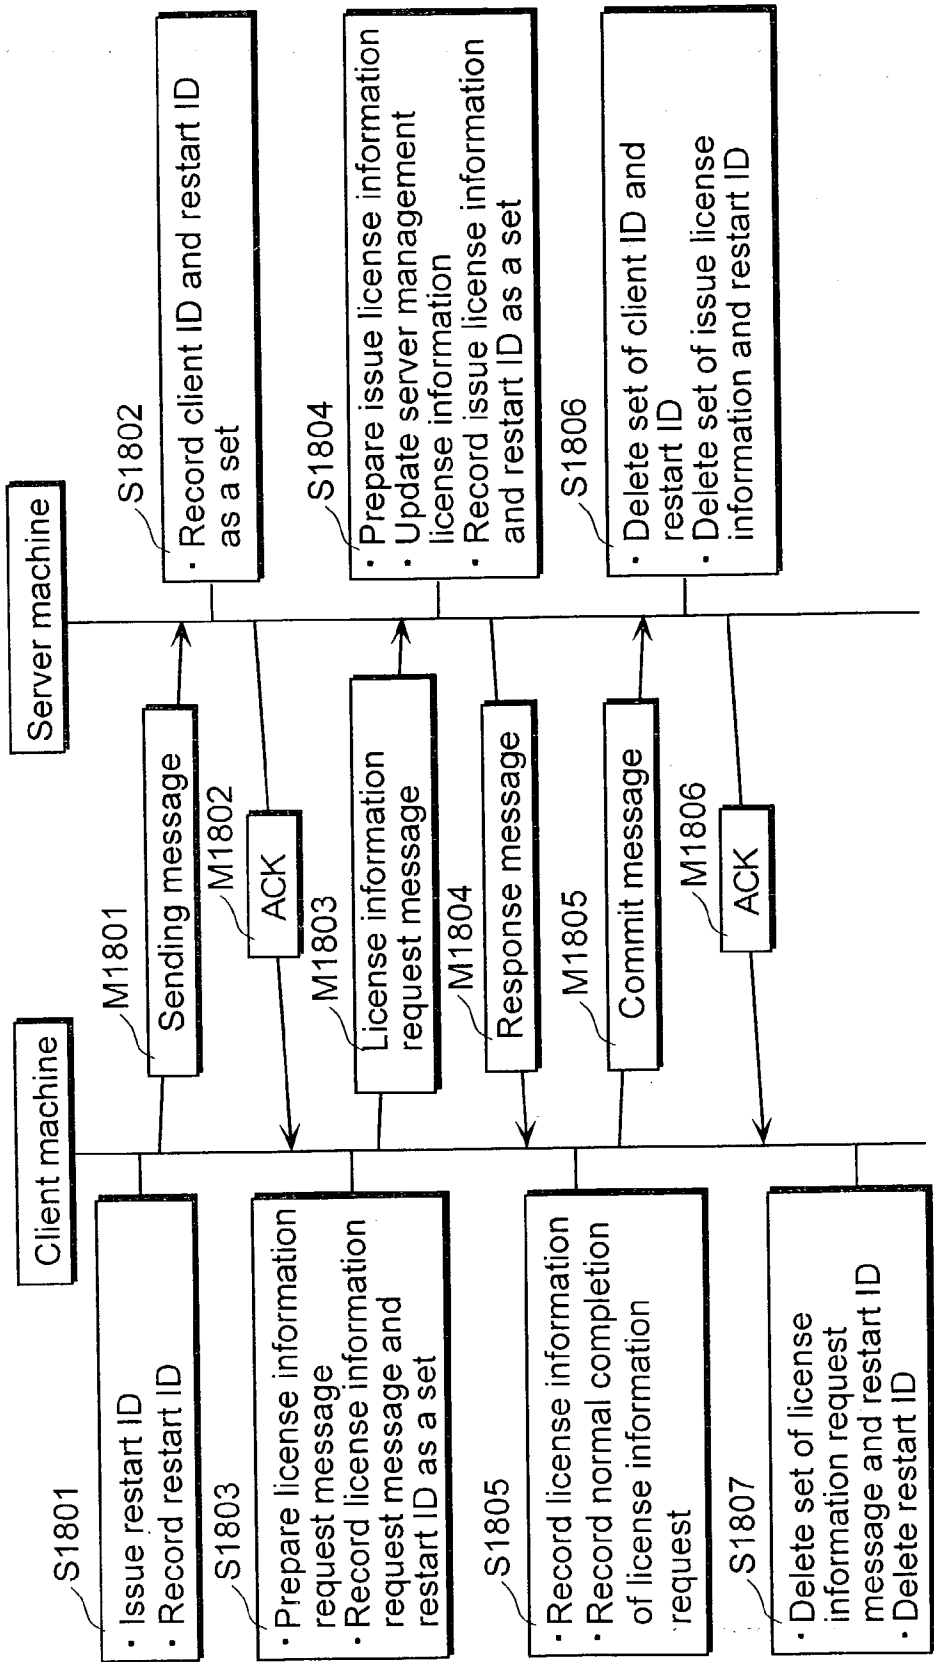 Client machine
Server machine
S1801
· Issue restart ID
· Record restart ID
M1801
Sending message
S1802
· Record client ID and restart ID
as a set
M1802
ACK
S1803
· Prepare license information
request message
· Record license information
request message and
restart ID as a set
M1803
License information
request message
S1804
· Prepare issue license information
· Update server management
license information
· Record issue license information
and restart ID as a set
M1804
Response message
S1805
· Record license information
· Record normal completion
of license information
request
M1805
Commit message
S1806
· Delete set of client ID and
restart ID
· Delete set of issue license
information and restart ID
M1806
ACK
S1807
· Delete set of license
information request
message and restart ID
· Delete restart ID